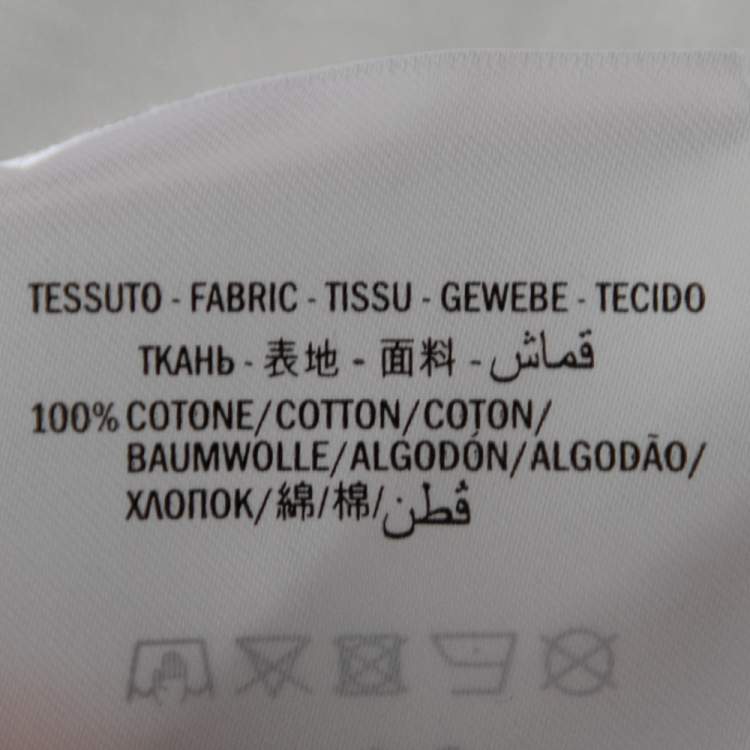 TESSUTO - FABRIC - TISSU - GEWEBE - TECIDO
ТКАНЬ - 表地 - 面料 - قماش
100% COTONE/COTTON/COTON/
BAUMWOLLE/ALGODÓN/ALGODÃO/
ХЛОПОК/綿/棉/قطن